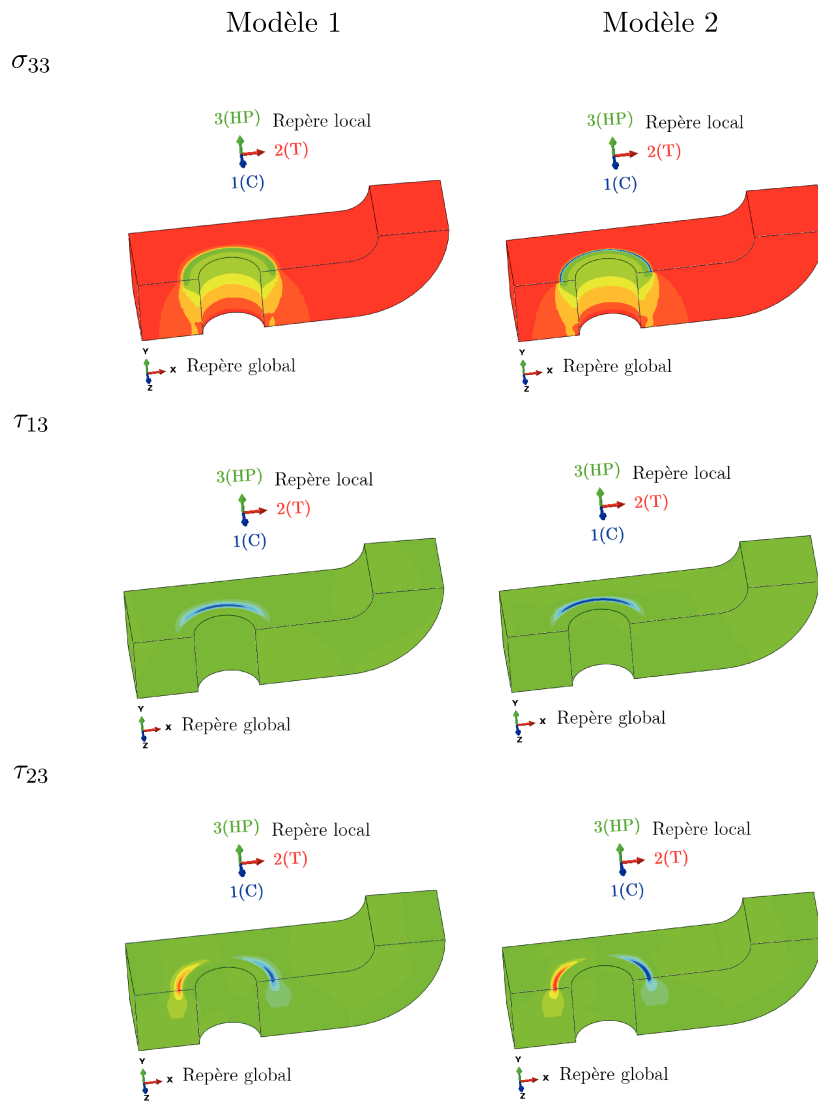 Modèle 1
Modèle 2
σ33
3(HP) Repère local
2(T)
1(C)
3(HP) Repère local
2(T)
1(C)
Y
X
Z
Repère global
Y
X
Z
Repère global
τ13
3(HP) Repère local
2(T)
1(C)
3(HP) Repère local
2(T)
1(C)
Y
X
Z
Repère global
Y
X
Z
Repère global
τ23
3(HP) Repère local
2(T)
1(C)
3(HP) Repère local
2(T)
1(C)
Y
X
Z
Repère global
Y
X
Z
Repère global